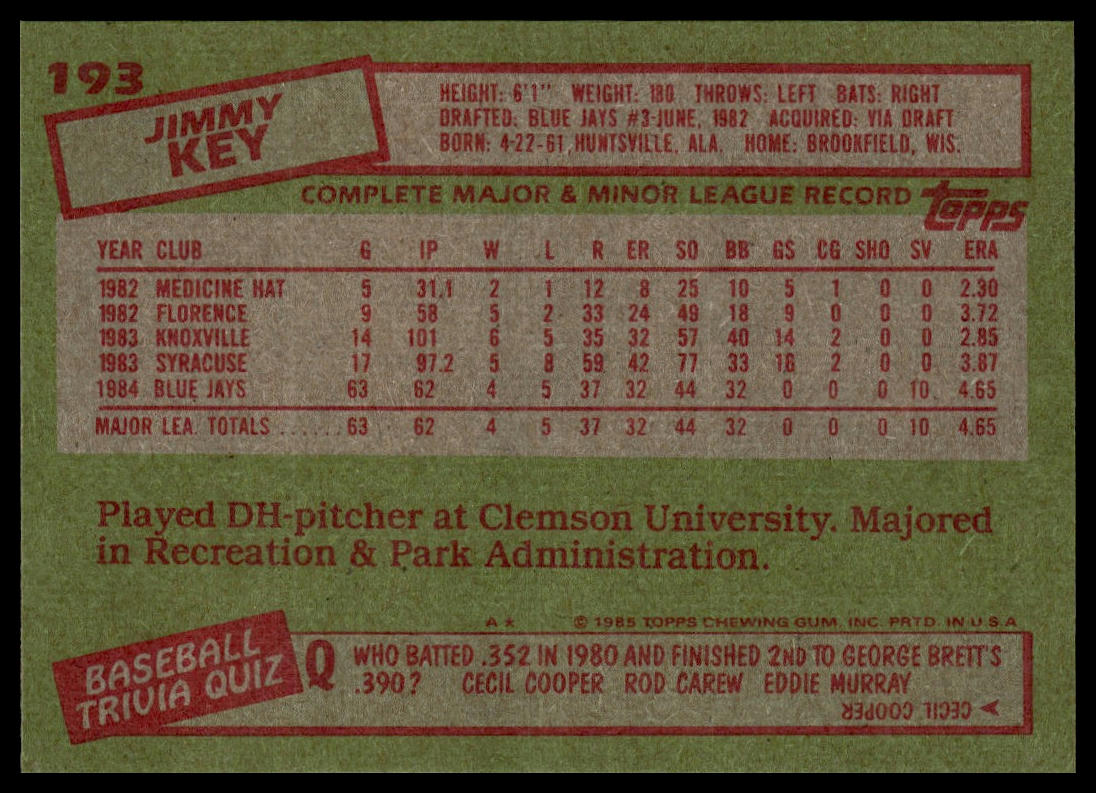 193
JIMMY
KEY
HEIGHT: 6'1" WEIGHT: 180 THROWS: LEFT BATS: RIGHT
DRAFTED: BLUE JAYS #3-JUNE, 1982 ACQUIRED: VIA DRAFT
BORN: 4-22-61, HUNTSVILLE, ALA. HOME: BROOKFIELD, WIS.
COMPLETE MAJOR & MINOR LEAGUE RECORD topps
YEAR CLUB G IP W L R ER SO BB GS CG SHO SV ERA
1982 MEDICINE HAT 5 31.1 2 1 12 8 25 10 5 1 0 0 2.30
1982 FLORENCE 9 58 5 2 33 24 49 18 9 0 0 0 3.72
1983 KNOXVILLE 14 101 6 5 35 32 57 40 14 2 0 0 2.85
1983 SYRACUSE 17 97.2 5 8 59 42 77 33 16 2 0 0 3.87
1984 BLUE JAYS 63 62 4 5 37 32 44 32 0 0 0 10 4.65
MAJOR LEA. TOTALS ...... 63 62 4 5 37 32 44 32 0 0 0 10 4.65
Played DH-pitcher at Clemson University. Majored
in Recreation & Park Administration.
A* © 1985 TOPPS CHEWING GUM, INC. PRTD. IN U.S.A
BASEBALL
TRIVIA QUIZ
Q WHO BATTED .352 IN 1980 AND FINISHED 2ND TO GEORGE BRETT'S
.390? CECIL COOPER ROD CAREW EDDIE MURRAY
CECIL COOPER